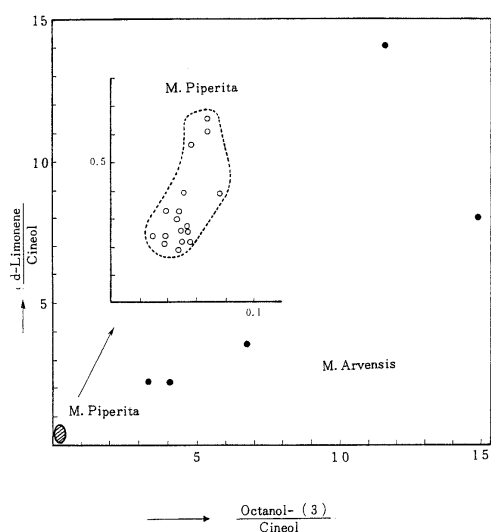 15
M. Piperita
0.5
10
0.1
d-Limonene
Cineol
5
M. Arvensis
M. Piperita
5
10
15
Octanol- (3)
Cineol